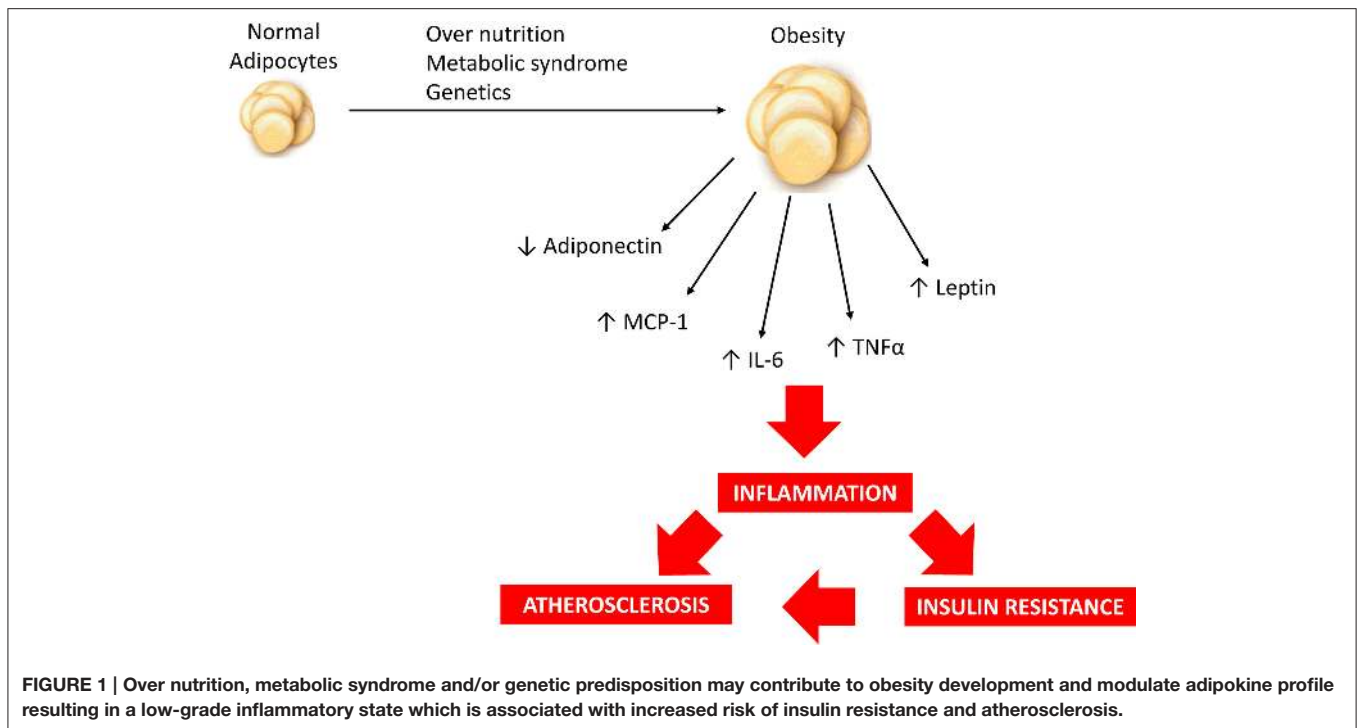 Normal
Adipocytes
Over nutrition
Metabolic syndrome
Genetics
Obesity
↓ Adiponectin
↑ MCP-1
↑ IL-6
↑ TNFα
↑ Leptin
INFLAMMATION
ATHEROSCLEROSIS
INSULIN RESISTANCE
FIGURE 1 | Over nutrition, metabolic syndrome and/or genetic predisposition may contribute to obesity development and modulate adipokine profile
resulting in a low-grade inflammatory state which is associated with increased risk of insulin resistance and atherosclerosis.